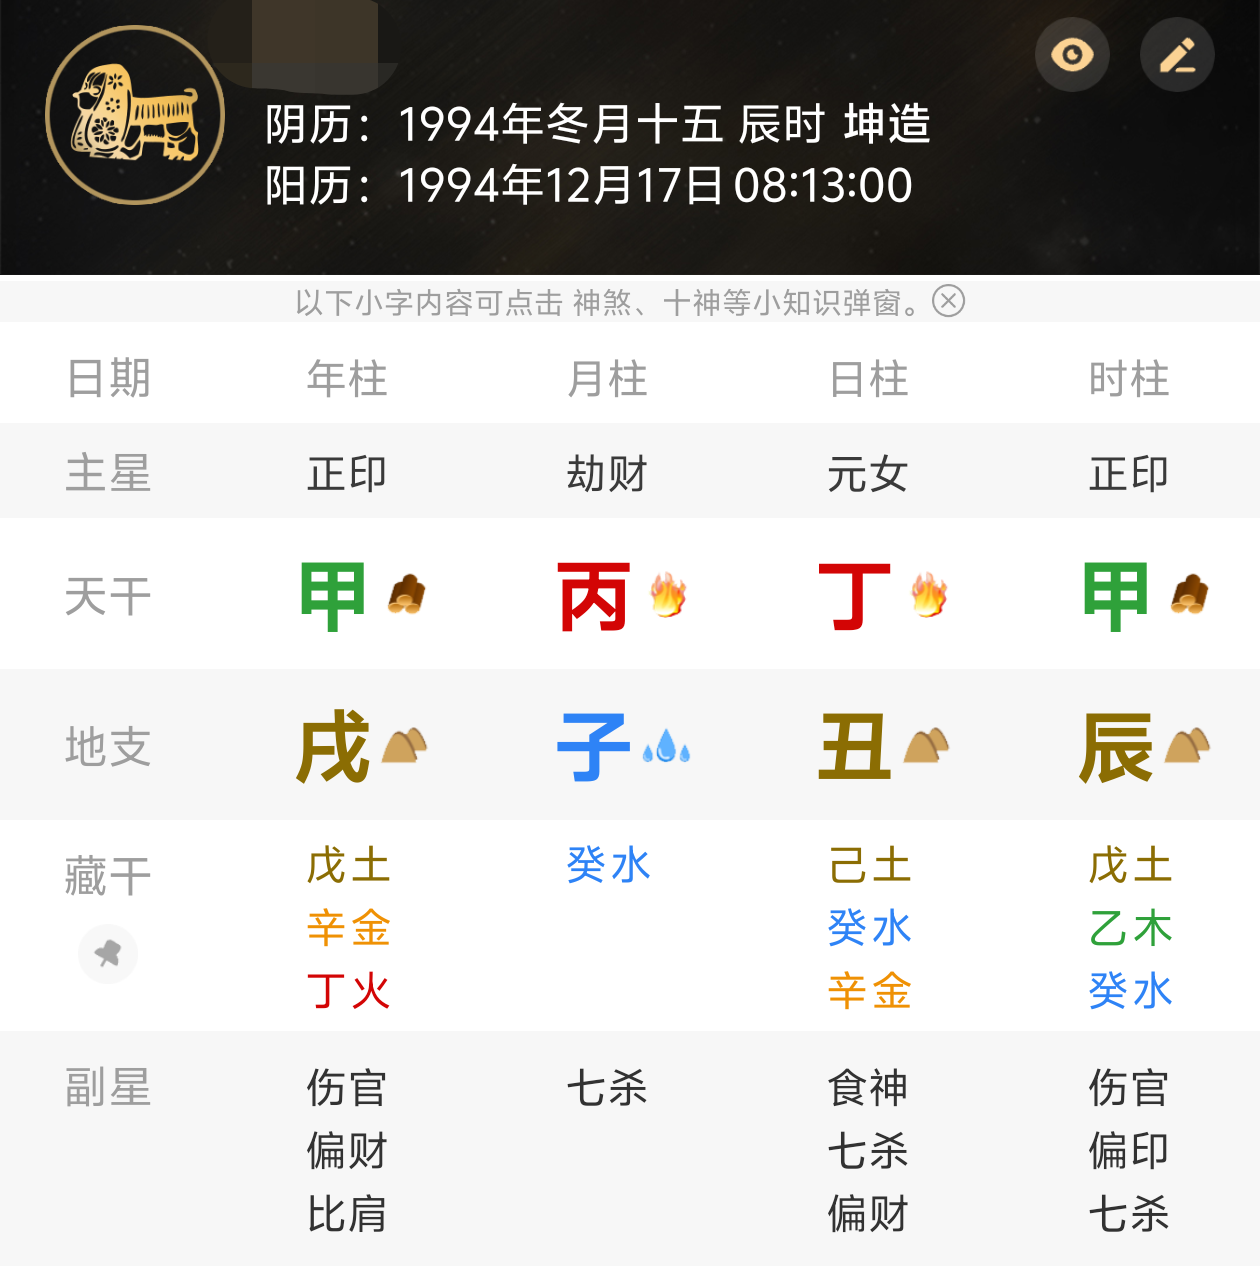 阴历：1994年冬月十五 辰时 坤造
阳历：1994年12月17日 08:13:00
以下小字内容可点击 神煞、十神等小知识弹窗。
日期 年柱 月柱 日柱 时柱
主星 正印 劫财 元女 正印
天干 甲 丙 丁 甲
地支 戌 子 丑 辰
藏干 戊土 癸水 己土 戊土
辛金 癸水 乙木
丁火 辛金 癸水
副星 伤官 七杀 食神 伤官
偏财 七杀 偏印
比肩 偏财 七杀